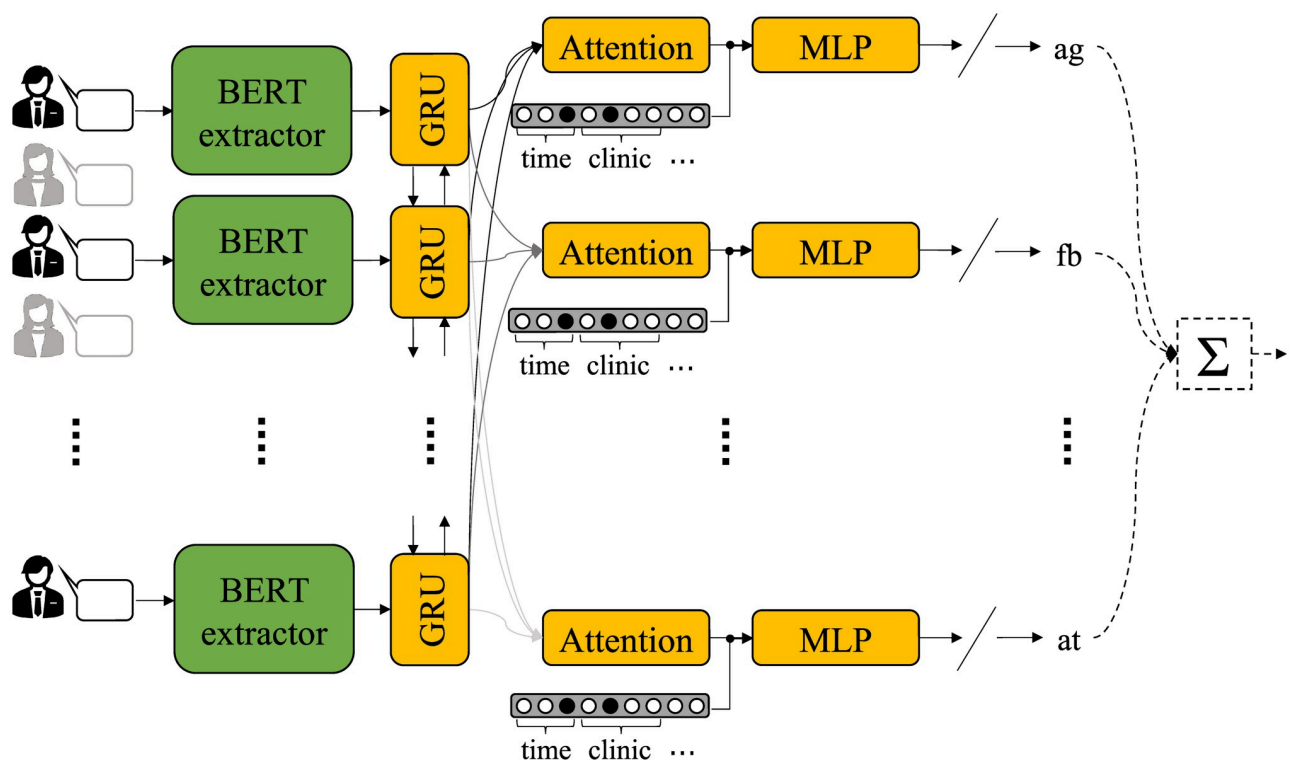 BERT
extractor
GRU
Attention
MLP
ag
time clinic ...
BERT
extractor
GRU
Attention
MLP
fb
time clinic ...
Σ
BERT
extractor
GRU
Attention
MLP
at
time clinic ...